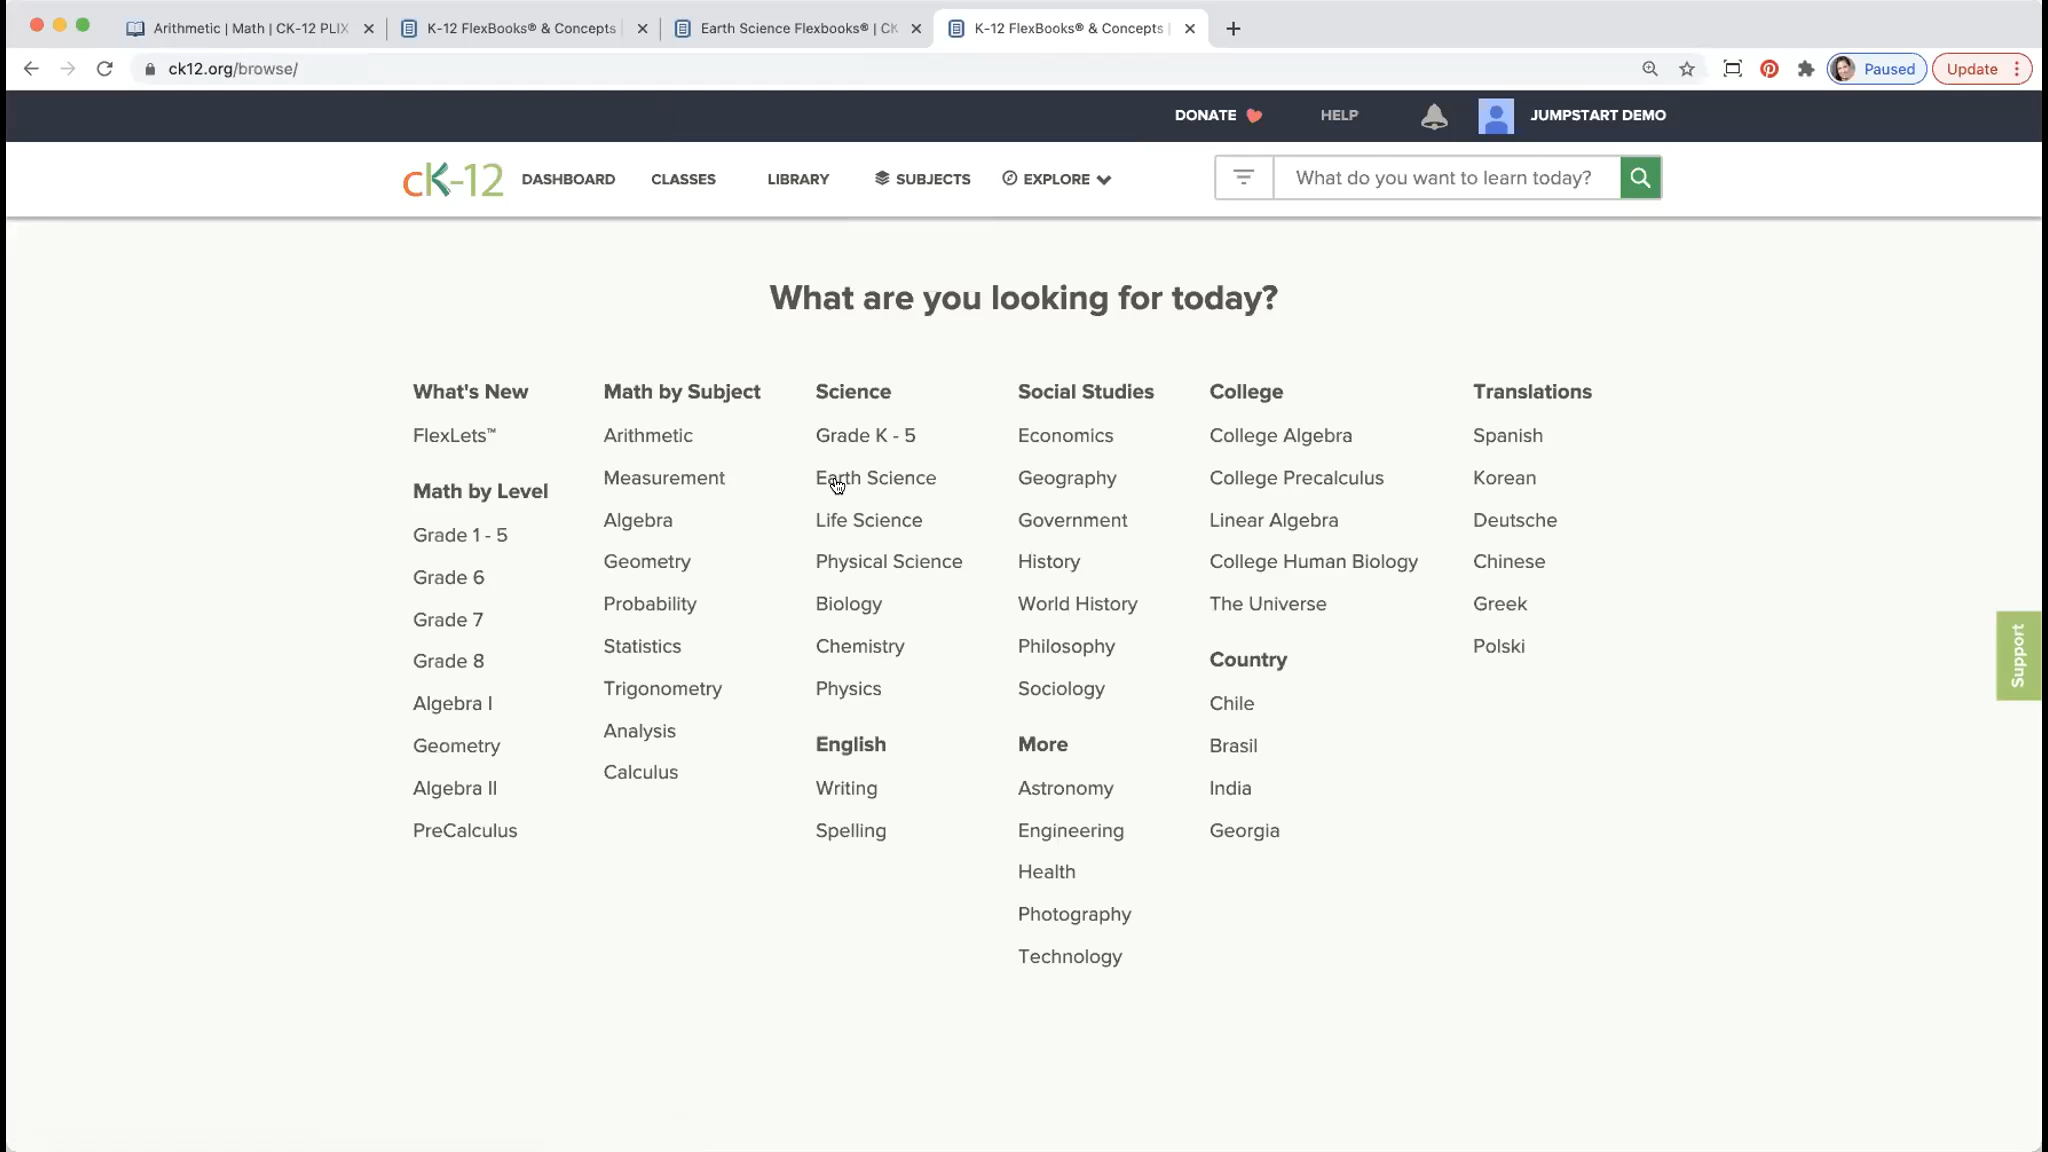 Arithmetic | Math | CK-12 PLIX
K-12 FlexBooks® & Concepts |
Earth Science Flexbooks® | CK
K-12 FlexBooks® & Concepts |
ck12.org/browse/
Paused
Update
DONATE
HELP
JUMPSTART DEMO
cK-12
DASHBOARD
CLASSES
LIBRARY
SUBJECTS
EXPLORE
What do you want to learn today?
What are you looking for today?
What's New
FlexLets™
Math by Level
Grade 1 - 5
Grade 6
Grade 7
Grade 8
Algebra I
Geometry
Algebra II
PreCalculus
Math by Subject
Arithmetic
Measurement
Algebra
Geometry
Probability
Statistics
Trigonometry
Analysis
Calculus
Science
Grade K - 5
Earth Science
Life Science
Physical Science
Biology
Chemistry
Physics
English
Writing
Spelling
Social Studies
Economics
Geography
Government
History
World History
Philosophy
Sociology
More
Astronomy
Engineering
Health
Photography
Technology
College
College Algebra
College Precalculus
Linear Algebra
College Human Biology
The Universe
Country
Chile
Brasil
India
Georgia
Translations
Spanish
Korean
Deutsche
Chinese
Greek
Polski
Support